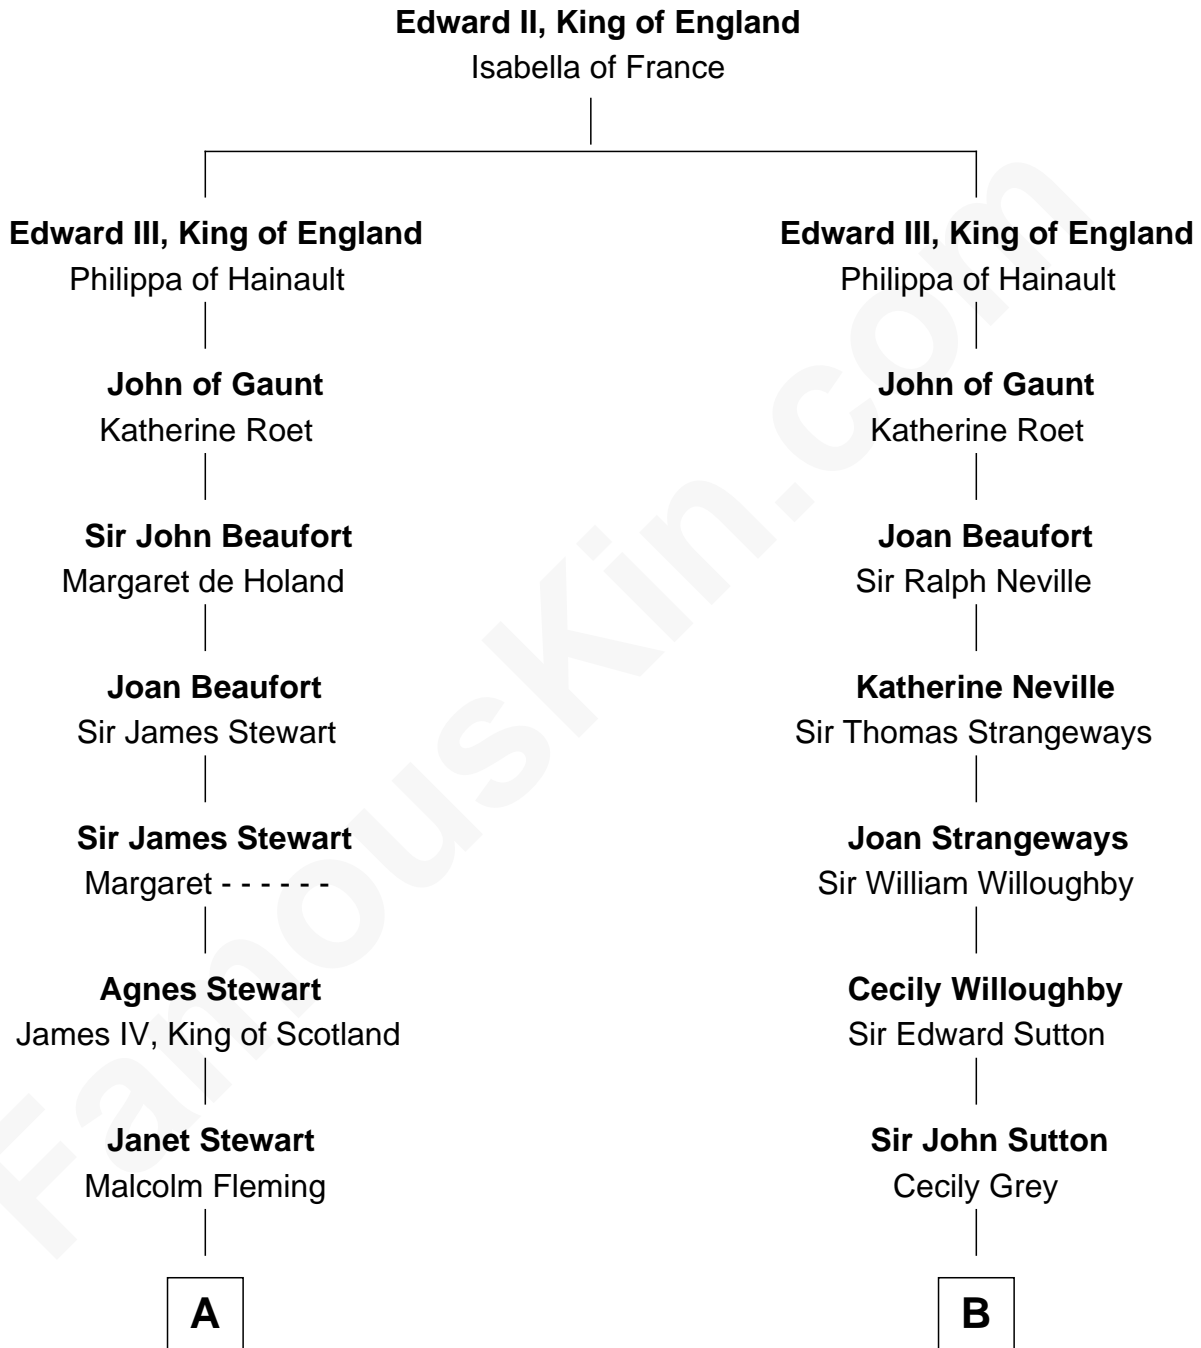 Edward II, King of England
Isabella of France
Edward III, King of England
Philippa of Hainault
John of Gaunt
Katherine Roet
Sir John Beaufort
Margaret de Holand
Joan Beaufort
Sir James Stewart
Sir James Stewart
Margaret - - - - - -
Agnes Stewart
James IV, King of Scotland
Janet Stewart
Malcolm Fleming
A
Edward III, King of England
Philippa of Hainault
John of Gaunt
Katherine Roet
Joan Beaufort
Sir Ralph Neville
Katherine Neville
Sir Thomas Strangeways
Joan Strangeways
Sir William Willoughby
Cecily Willoughby
Sir Edward Sutton
Sir John Sutton
Cecily Grey
B
FamousKin.com